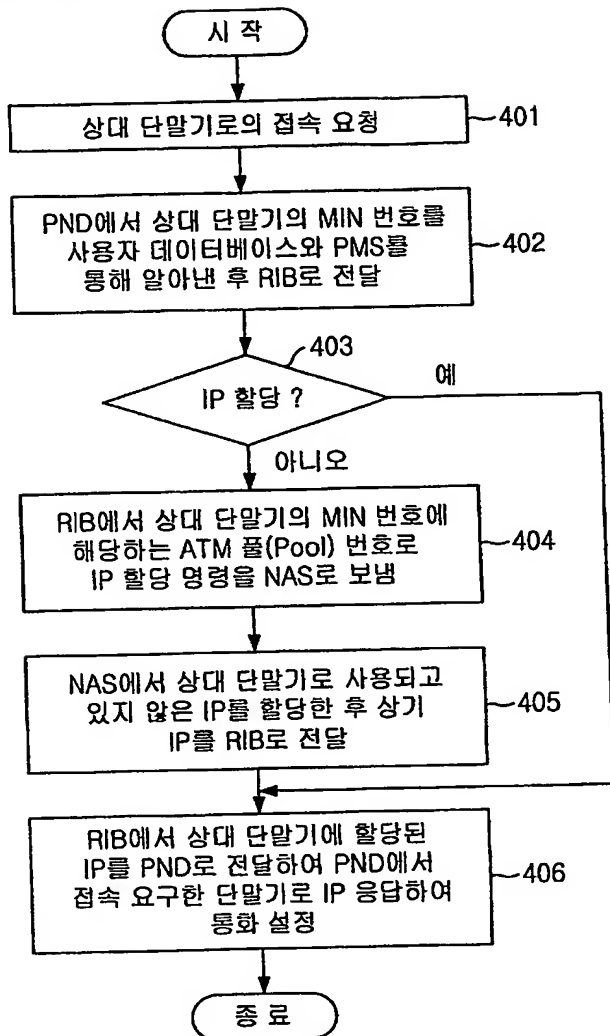 시 작
상대 단말기로의 접속 요청
401
PND에서 상대 단말기의 MIN 번호를
사용자 데이터베이스와 PMS를
통해 알아낸 후 RIB로 전달
402
403
IP 할당 ?
예
아니오
RIB에서 상대 단말기의 MIN 번호에
해당하는 ATM 풀(Pool) 번호로
IP 할당 명령을 NAS로 보냄
404
NAS에서 상대 단말기로 사용되고
있지 않은 IP를 할당한 후 상기
IP를 RIB로 전달
405
RIB에서 상대 단말기에 할당된
IP를 PND로 전달하여 PND에서
접속 요구한 단말기로 IP 응답하여
통화 설정
406
종 료